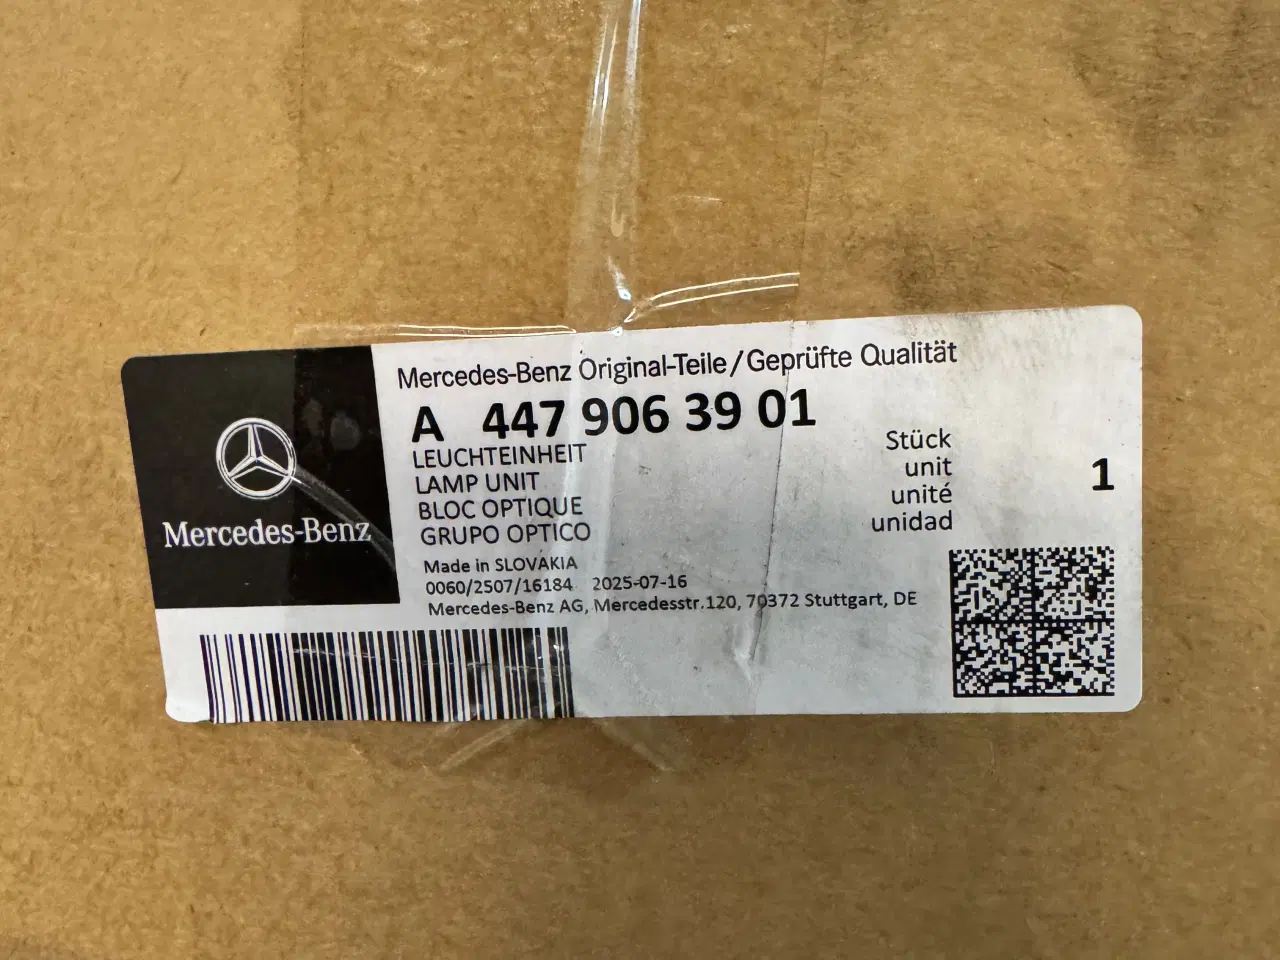 Mercedes-Benz
Mercedes-Benz Original-Teile/Geprüfte Qualität
A 447 906 39 01
LEUCHTEINHEIT
LAMP UNIT
BLOC OPTIQUE
GRUPO OPTICO
Stück
unit
unité
unidad
1
Made in SLOVAKIA
0060/2507/16184 2025-07-16
Mercedes-Benz AG, Mercedesstr.120, 70372 Stuttgart, DE